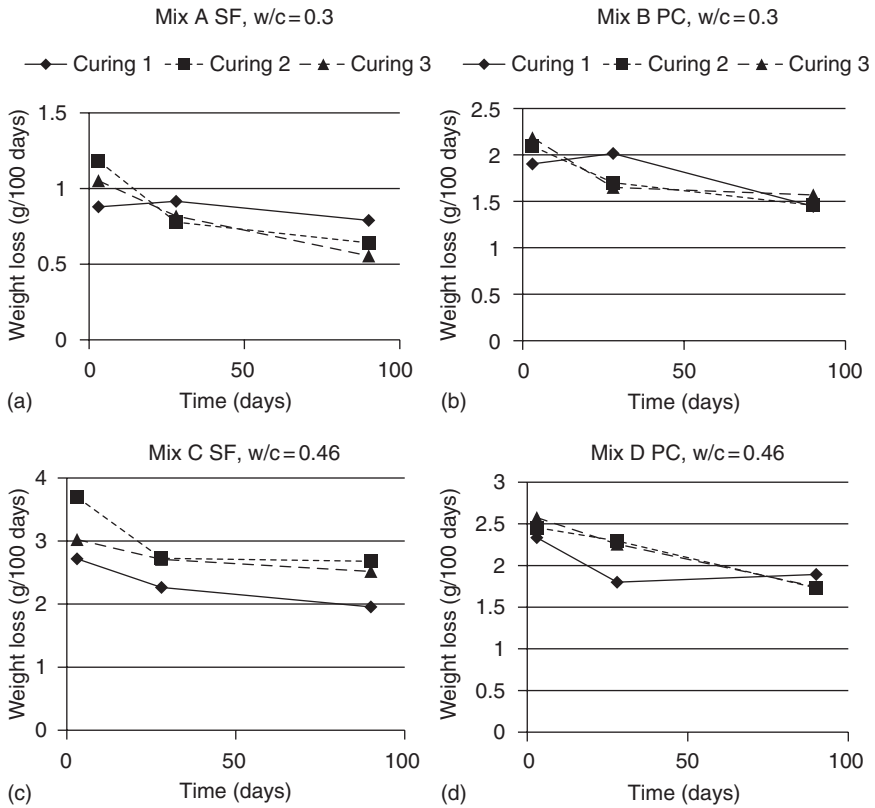 Mix A SF, w/c=0.3
Curing 1 Curing 2 Curing 3
Weight loss (g/100 days)
1.5
1
0.5
0
0 50 100
Time (days)
(a)
Mix B PC, w/c=0.3
Curing 1 Curing 2 Curing 3
Weight loss (g/100 days)
2.5
2
1.5
1
0.5
0
0 50 100
Time (days)
(b)
Mix C SF, w/c=0.46
Weight loss (g/100 days)
4
3
2
1
0
0 50 100
Time (days)
(c)
Mix D PC, w/c=0.46
Weight loss (g/100 days)
3
2.5
2
1.5
1
0.5
0
0 50 100
Time (days)
(d)